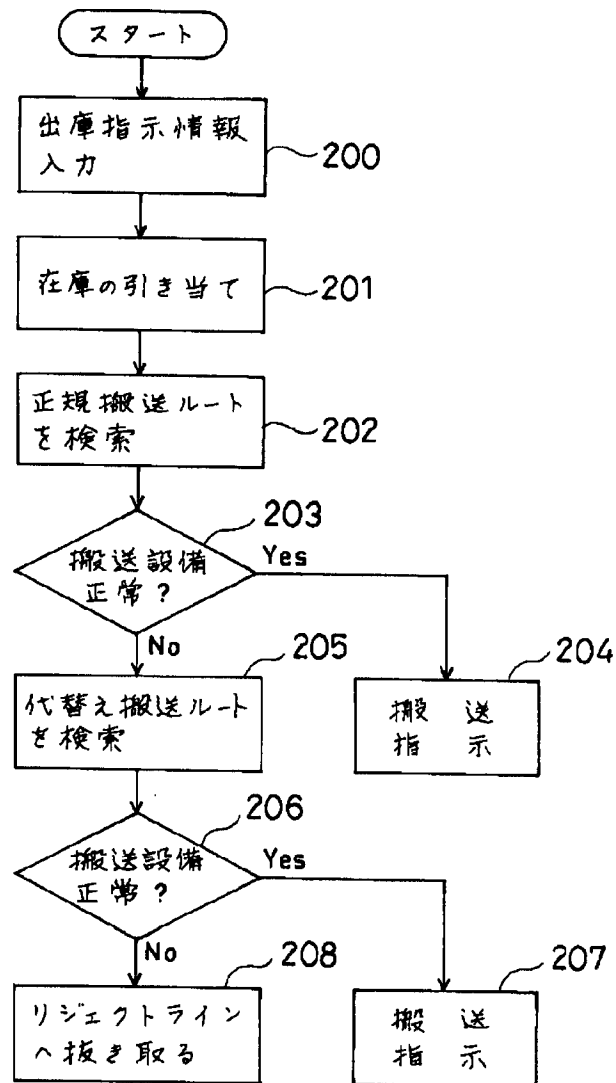 スタート
出庫指示情報
入力
200
在庫の引き当て
201
正規搬送ルート
を検索
202
203
搬送設備
正常?
Yes
No
205
204
代替え搬送ルート
を検索
搬送
指示
206
搬送設備
正常?
Yes
No
208
207
リジェクトライン
へ抜き取る
搬送
指示